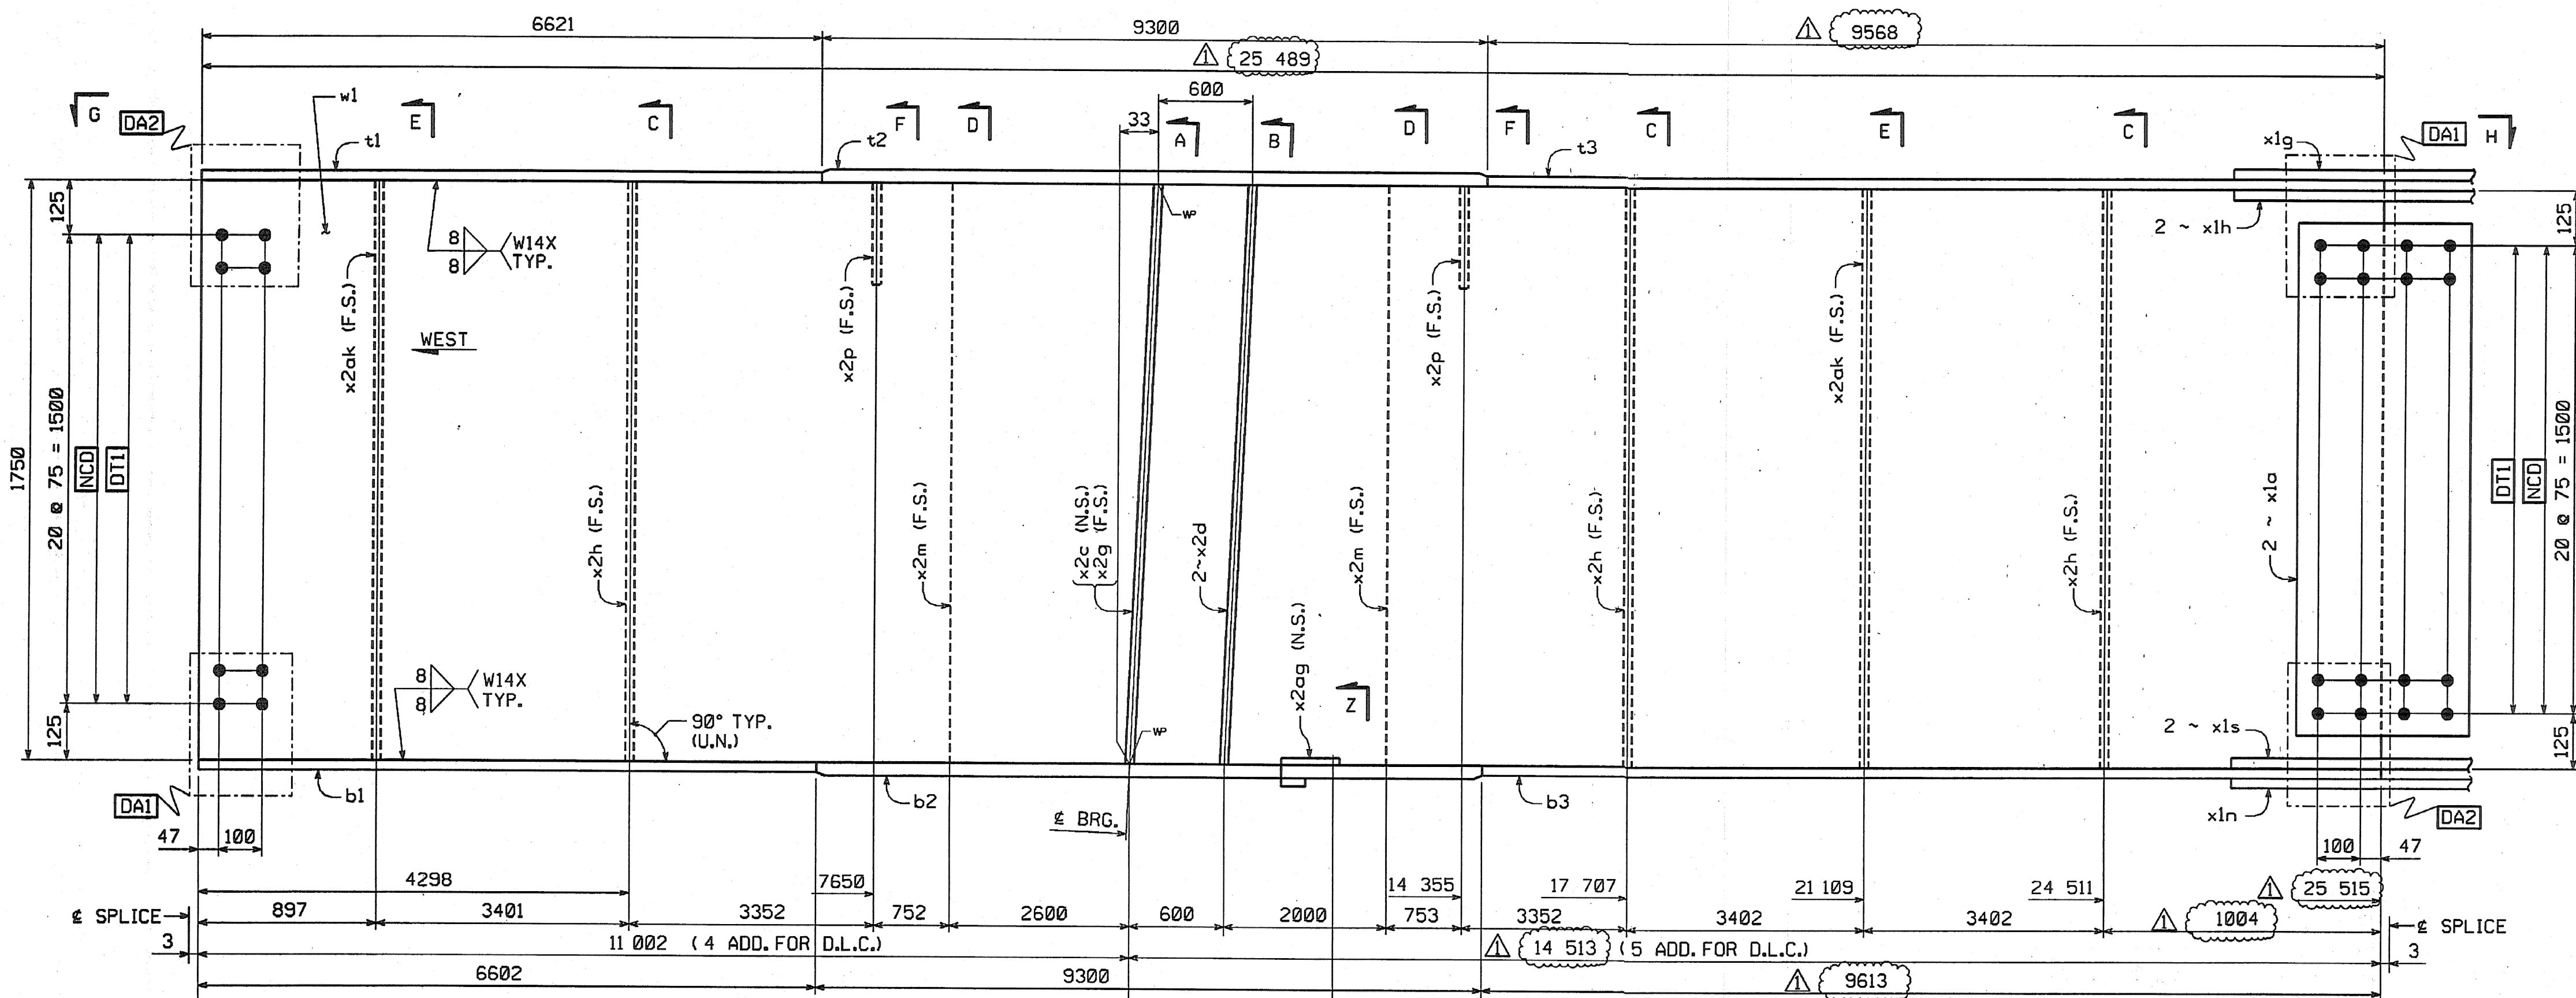 6621
9300
1 9568
1 25 489
600
33
G
DA2
w1
E
C
F
D
A
B
D
F
C
E
C
x1g
DA1
H
t1
t2
t3
WP
2 ~ x1h
125
125
8
8
W14X
TYP.
x2ak (F.S.)
WEST
x2p (F.S.)
x2p (F.S.)
x2ak (F.S.)
1750
20 @ 75 = 1500
NCD
DT1
x2h (F.S.)
x2m (F.S.)
x2c (N.S.)
x2g (F.S.)
2~x2d
x2m (F.S.)
x2h (F.S.)
x2h (F.S.)
2 ~ x1a
DT1
NCD
20 @ 75 = 1500
x2ag (N.S.)
Z
8
8
W14X
TYP.
90° TYP.
(U.N.)
WP
125
125
2 ~ x1s
DA1
b1
b2
b3
x1n
DA2
47
100
₵ BRG.
100
47
4298
7650
14 355
17 707
21 109
24 511
1 25 515
₵ SPLICE
897
3401
3352
752
2600
600
2000
753
3352
3402
3402
1 1004
₵ SPLICE
3
11 002 (4 ADD. FOR D.L.C.)
1 14 513 (5 ADD. FOR D.L.C.)
3
6602
9300
1 9613